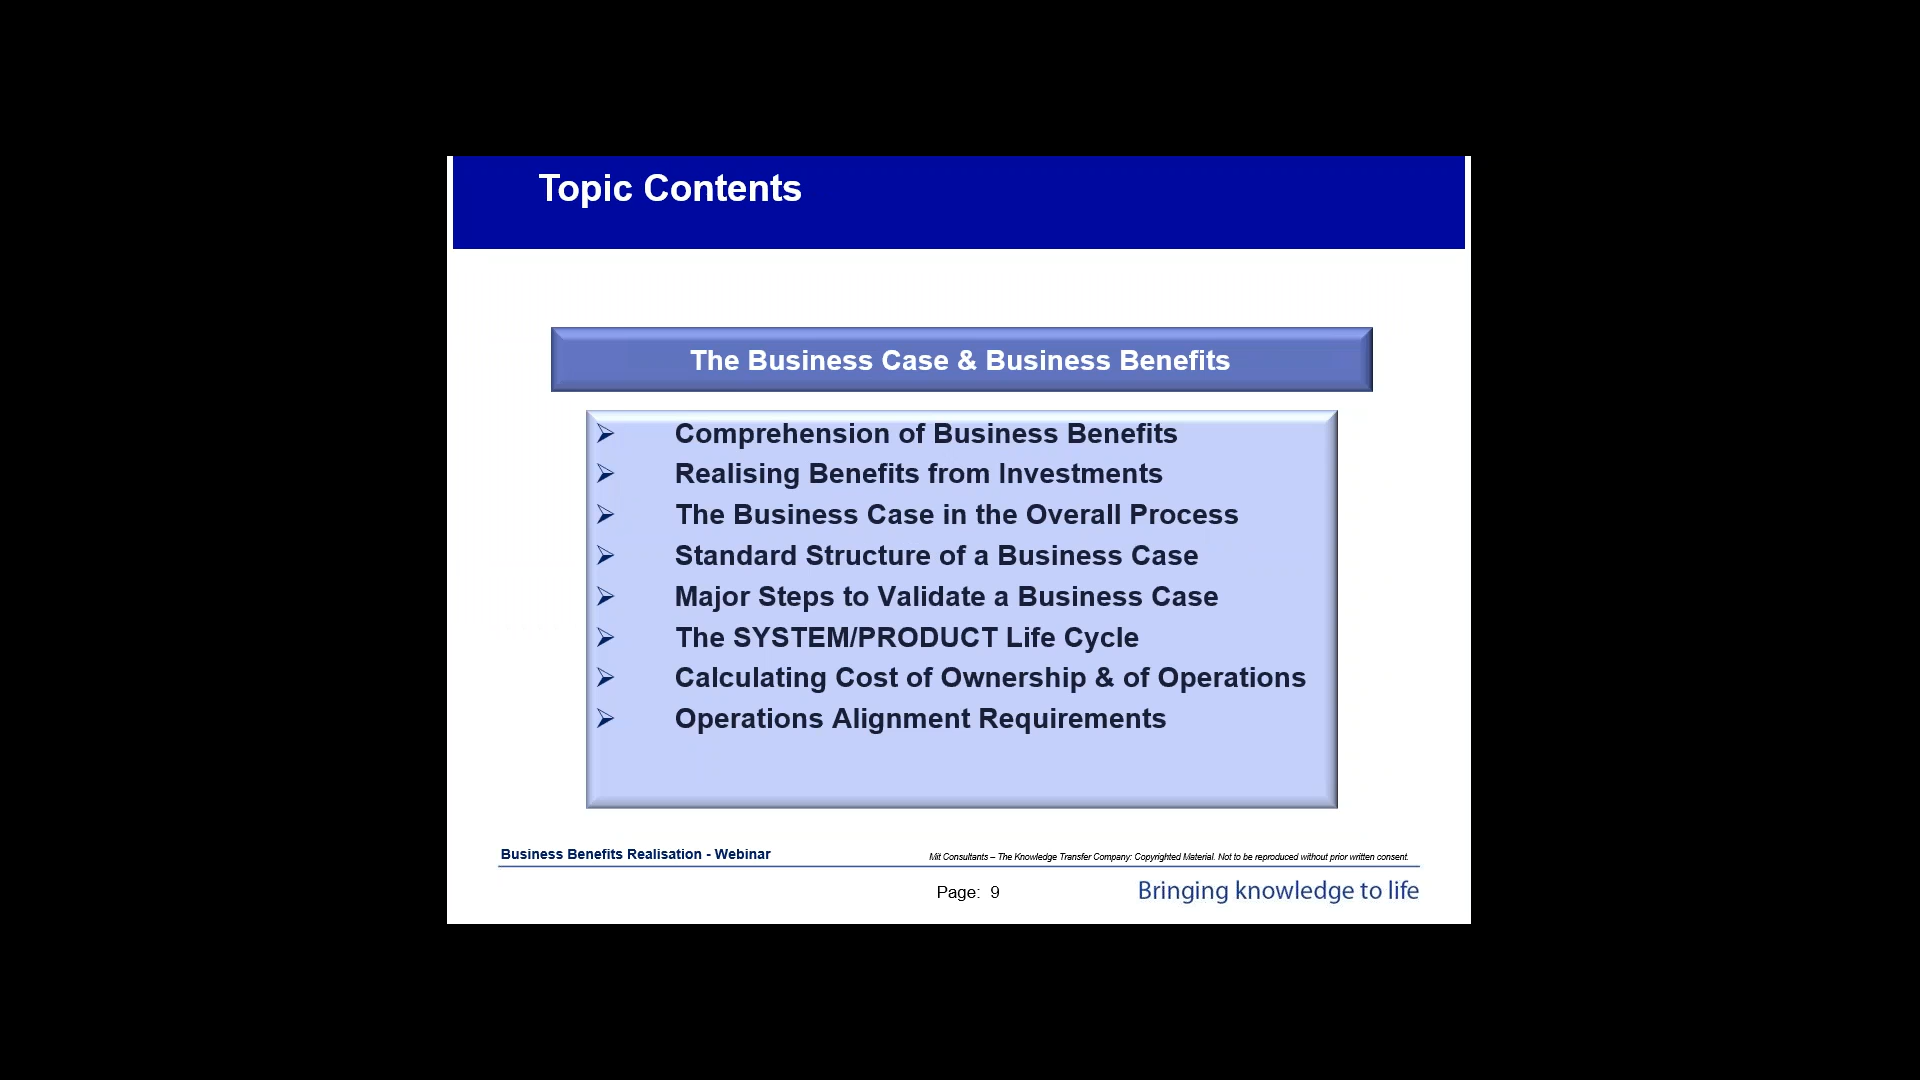 Topic Contents
The Business Case & Business Benefits
➢ Comprehension of Business Benefits
➢ Realising Benefits from Investments
➢ The Business Case in the Overall Process
➢ Standard Structure of a Business Case
➢ Major Steps to Validate a Business Case
➢ The SYSTEM/PRODUCT Life Cycle
➢ Calculating Cost of Ownership & of Operations
➢ Operations Alignment Requirements
Business Benefits Realisation - Webinar
Mit Consultants – The Knowledge Transfer Company: Copyrighted Material. Not to be reproduced without prior written consent.
Page: 9
Bringing knowledge to life